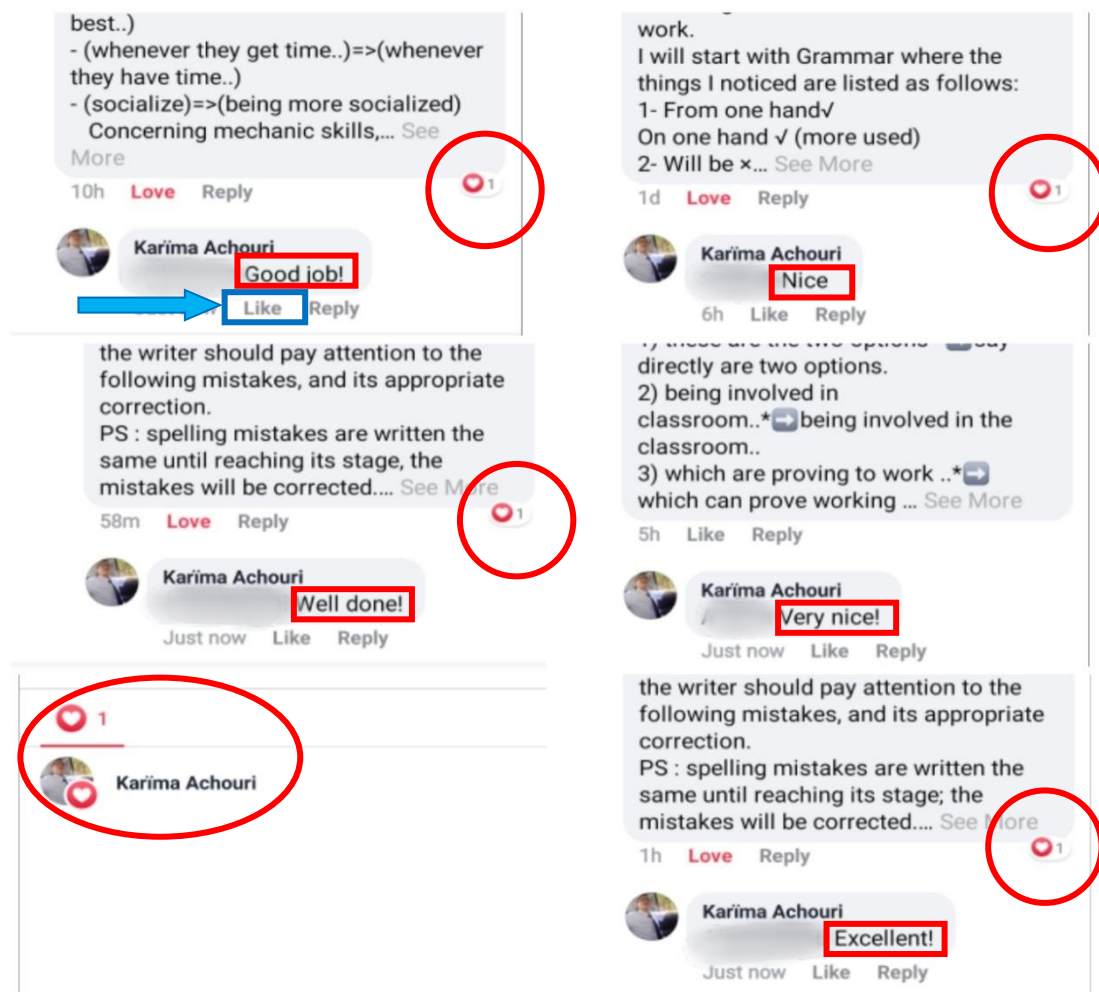 best..)
- (whenever they get time..)=>(whenever
they have time..)
- (socialize)=>(being more socialized)
Concerning mechanic skills,... See
More
10h Love Reply
1
Karïma Achouri
Good job!
Like Reply
work.
I will start with Grammar where the
things I noticed are listed as follows:
1- From one hand√
On one hand √ (more used)
2- Will be ×... See More
1d Love Reply
1
Karïma Achouri
Nice
6h Like Reply
the writer should pay attention to the
following mistakes, and its appropriate
correction.
PS : spelling mistakes are written the
same until reaching its stage, the
mistakes will be corrected.... See More
58m Love Reply
1
Karïma Achouri
Well done!
Just now Like Reply
1) these are the two options* ➡ say
directly are two options.
2) being involved in
classroom..*➡being involved in the
classroom..
3) which are proving to work ..*➡
which can prove working ... See More
5h Like Reply
Karïma Achouri
Very nice!
Just now Like Reply
1
Karïma Achouri
the writer should pay attention to the
following mistakes, and its appropriate
correction.
PS : spelling mistakes are written the
same until reaching its stage; the
mistakes will be corrected.... See More
1h Love Reply
1
Karïma Achouri
Excellent!
Just now Like Reply